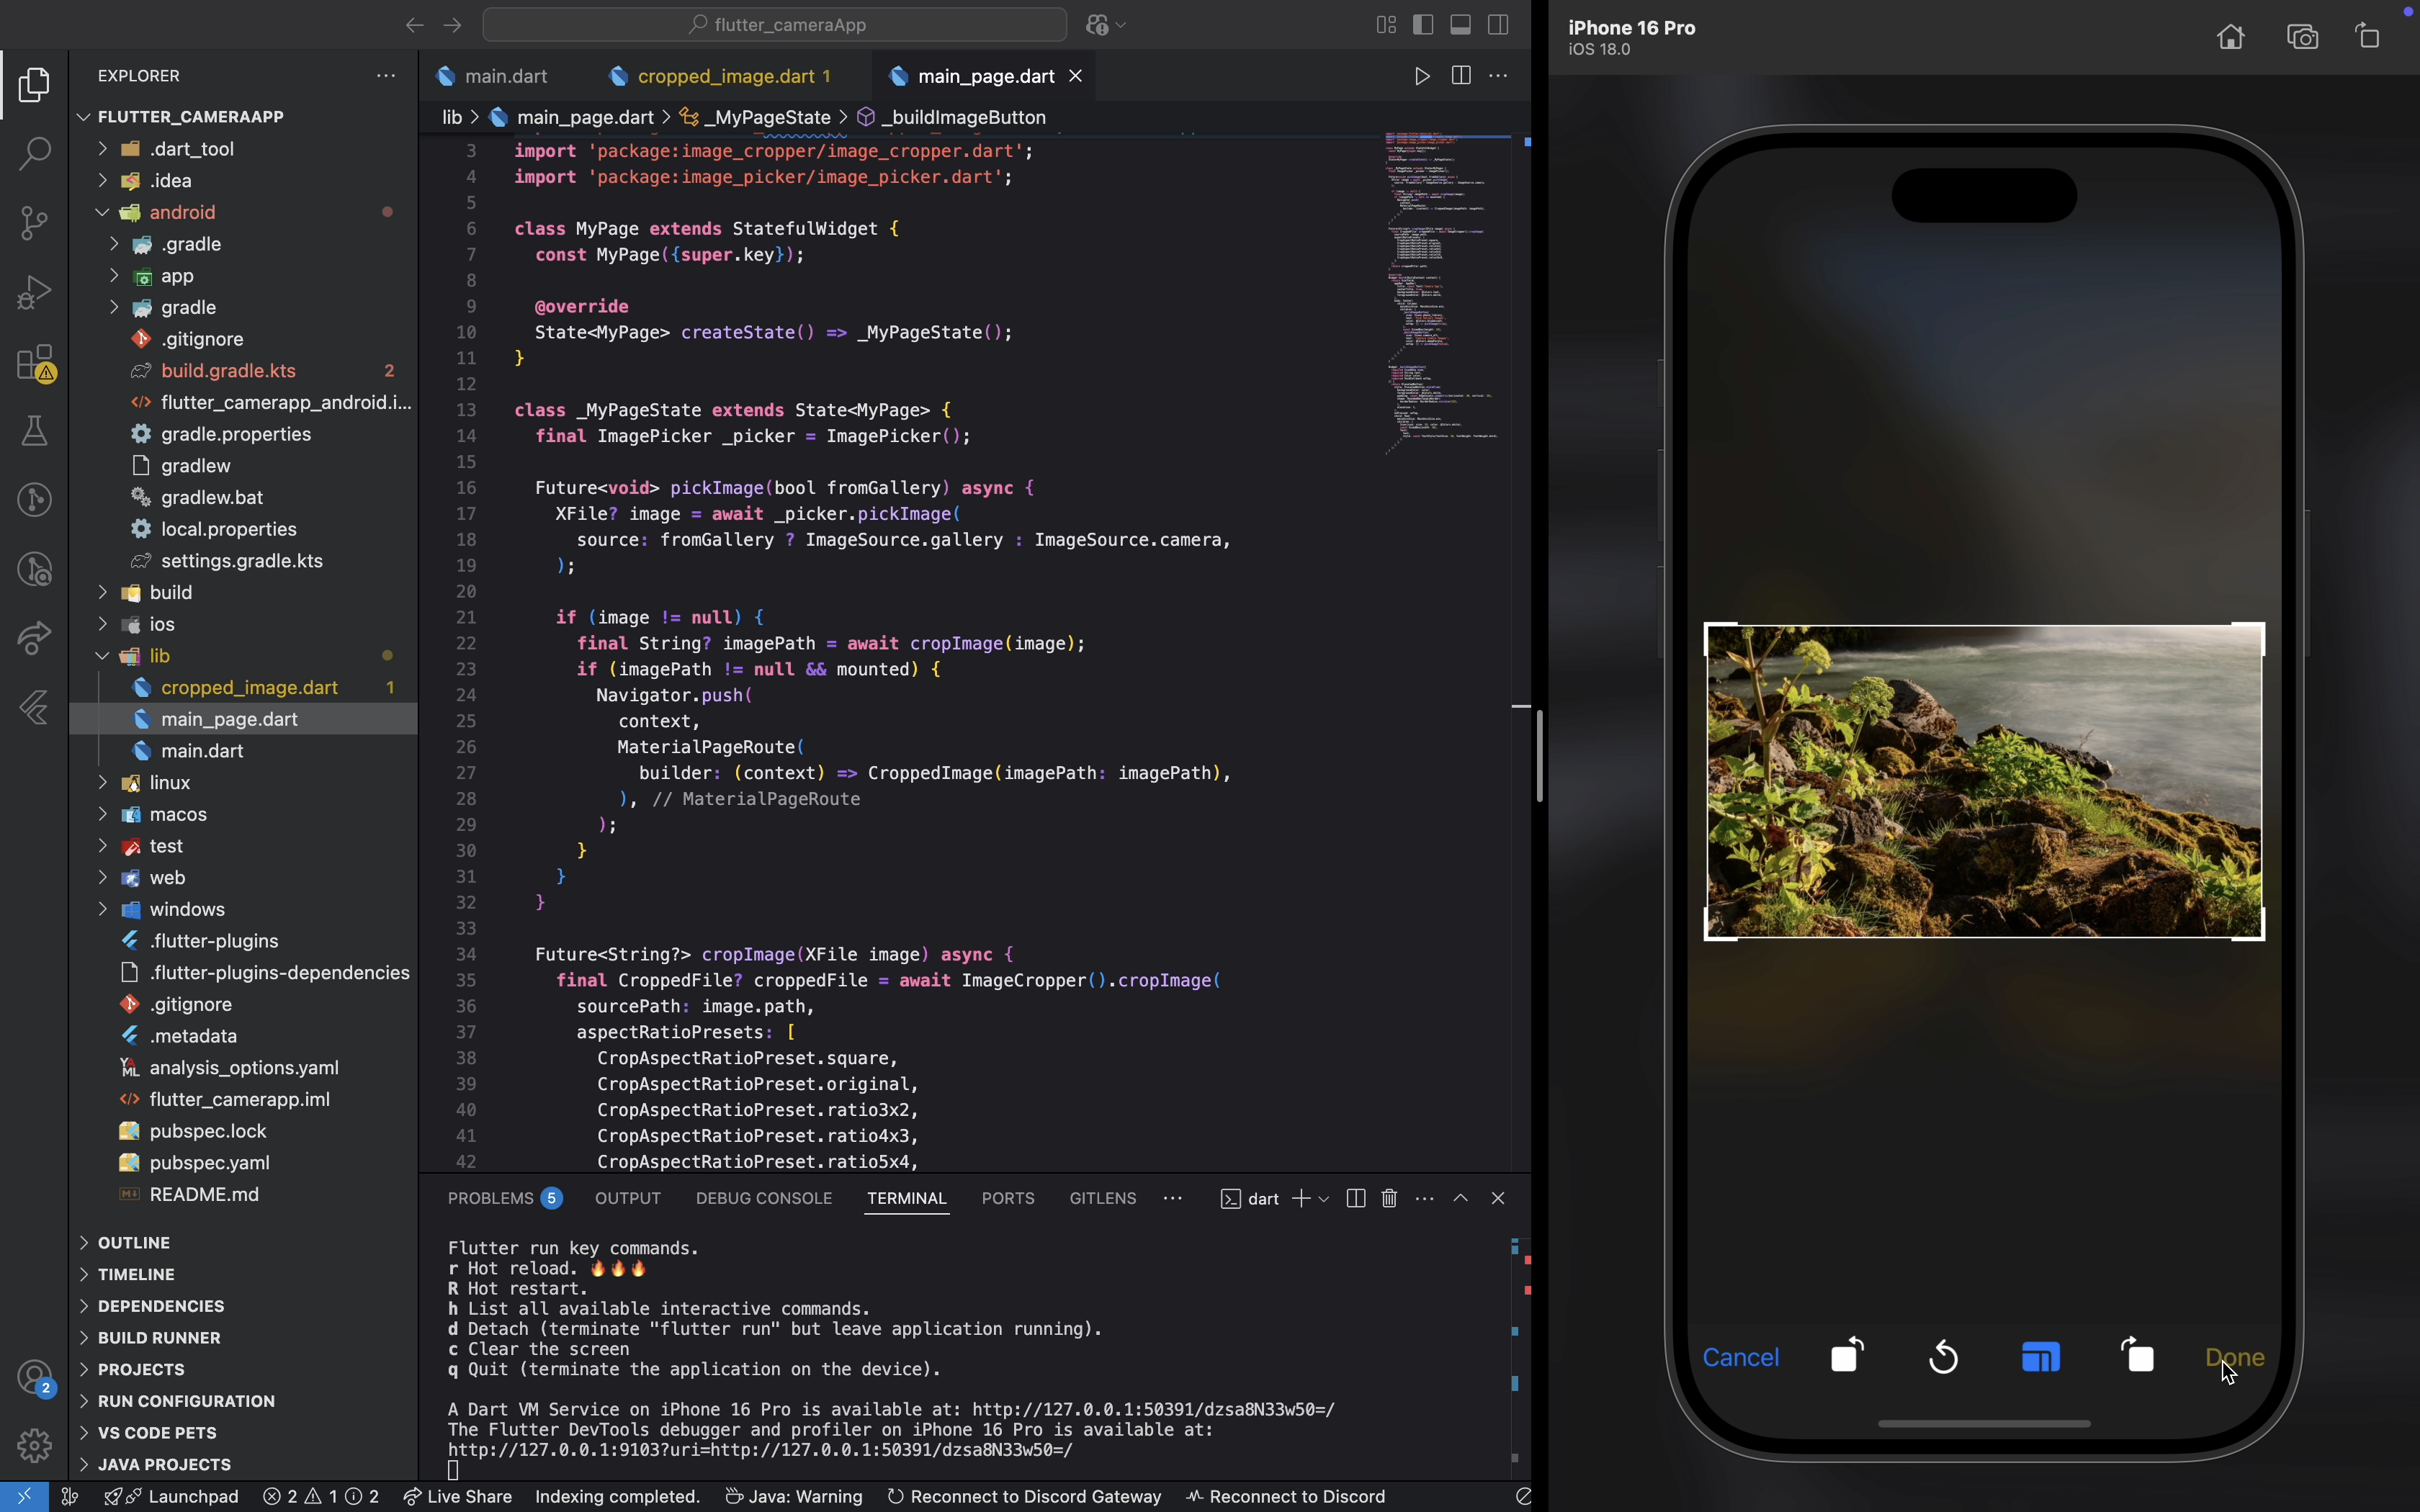 flutter_cameraApp
EXPLORER
FLUTTER_CAMERAAPP
.dart_tool
.idea
android
.gradle
app
gradle
.gitignore
build.gradle.kts 2
flutter_camerapp_android.i...
gradle.properties
gradlew
gradlew.bat
local.properties
settings.gradle.kts
build
ios
lib
cropped_image.dart 1
main_page.dart
main.dart
linux
macos
test
web
windows
.flutter-plugins
.flutter-plugins-dependencies
.gitignore
.metadata
analysis_options.yaml
flutter_camerapp.iml
pubspec.lock
pubspec.yaml
README.md
OUTLINE
TIMELINE
DEPENDENCIES
BUILD RUNNER
PROJECTS
RUN CONFIGURATION
VS CODE PETS
JAVA PROJECTS
2
main.dart cropped_image.dart 1 main_page.dart
lib > main_page.dart > _MyPageState > _buildImageButton
3 import 'package:image_cropper/image_cropper.dart';
4 import 'package:image_picker/image_picker.dart';
5
6 class MyPage extends StatefulWidget {
7 const MyPage({super.key});
8
9 @override
10 State<MyPage> createState() => _MyPageState();
11 }
12
13 class _MyPageState extends State<MyPage> {
14 final ImagePicker _picker = ImagePicker();
15
16 Future<void> pickImage(bool fromGallery) async {
17 XFile? image = await _picker.pickImage(
18 source: fromGallery ? ImageSource.gallery : ImageSource.camera,
19 );
20
21 if (image != null) {
22 final String? imagePath = await cropImage(image);
23 if (imagePath != null && mounted) {
24 Navigator.push(
25 context,
26 MaterialPageRoute(
27 builder: (context) => CroppedImage(imagePath: imagePath),
28 ), // MaterialPageRoute
29 );
30 }
31 }
32 }
33
34 Future<String?> cropImage(XFile image) async {
35 final CroppedFile? croppedFile = await ImageCropper().cropImage(
36 sourcePath: image.path,
37 aspectRatioPresets: [
38 CropAspectRatioPreset.square,
39 CropAspectRatioPreset.original,
40 CropAspectRatioPreset.ratio3x2,
41 CropAspectRatioPreset.ratio4x3,
42 CropAspectRatioPreset.ratio5x4,
PROBLEMS 5 OUTPUT DEBUG CONSOLE TERMINAL PORTS GITLENS dart
Flutter run key commands.
r Hot reload. 🔥🔥🔥
R Hot restart.
h List all available interactive commands.
d Detach (terminate "flutter run" but leave application running).
c Clear the screen
q Quit (terminate the application on the device).
A Dart VM Service on iPhone 16 Pro is available at: http://127.0.0.1:50391/dzsa8N33w50=/
The Flutter DevTools debugger and profiler on iPhone 16 Pro is available at:
http://127.0.0.1:9103?uri=http://127.0.0.1:50391/dzsa8N33w50=/
Launchpad 2 1 2 Live Share Indexing completed. Java: Warning Reconnect to Discord Gateway Reconnect to Discord
iPhone 16 Pro
iOS 18.0
Cancel Done